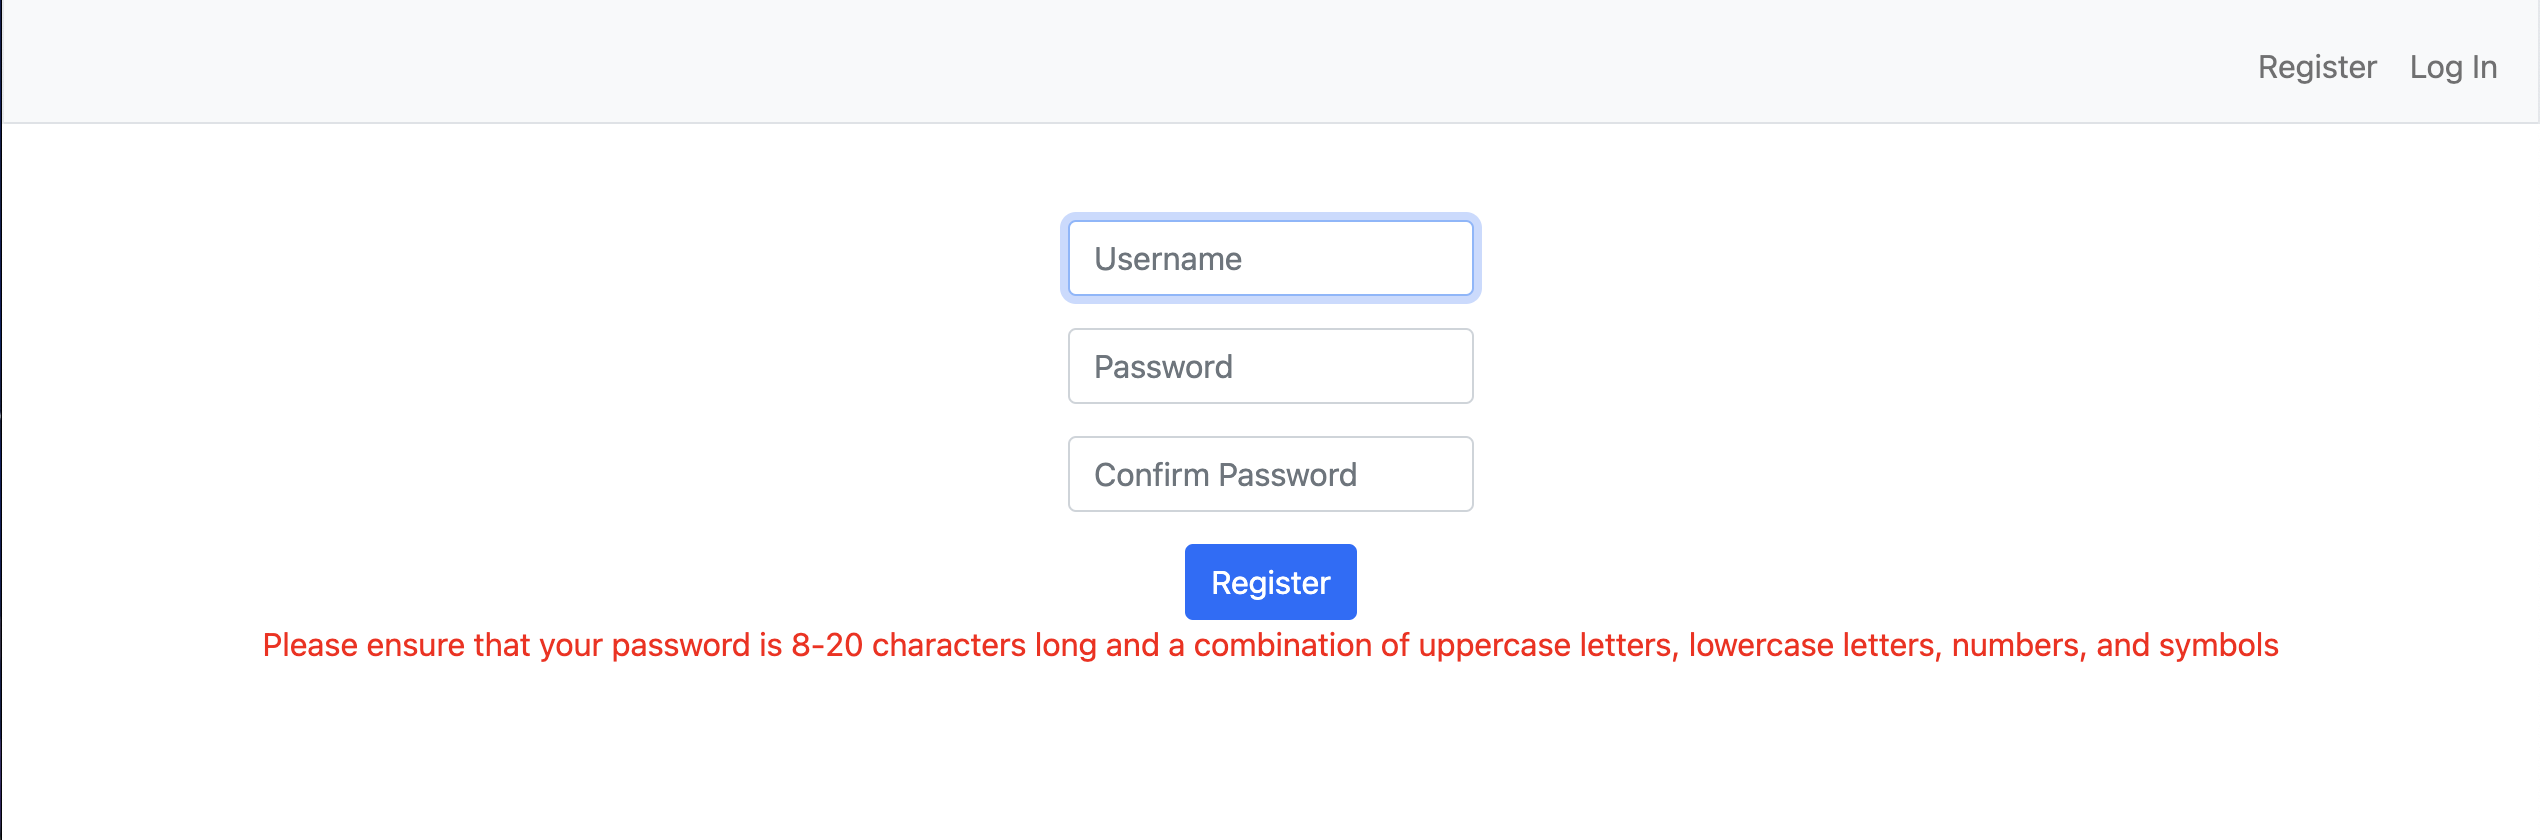 Register Log In
Username
Password
Confirm Password
Register
Please ensure that your password is 8-20 characters long and a combination of uppercase letters, lowercase letters, numbers, and symbols